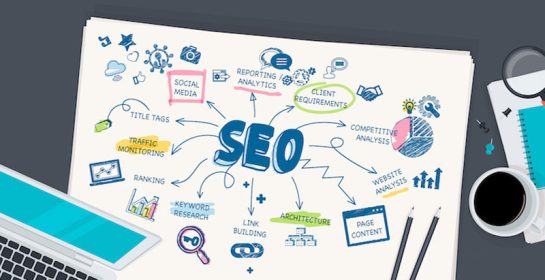 SOCIAL
MEDIA
REPORTING /
ANALYTICS
CLIENT
REQUIREMENTS
TITLE TAGS
COMPETITIVE
ANALYSIS
TRAFFIC
MONITORING
SEO
RANKING
WEBSITE
ANALYSIS
KEYWORD
RESEARCH
LINK
BUILDING
ARCHITECTURE
PAGE
CONTENT